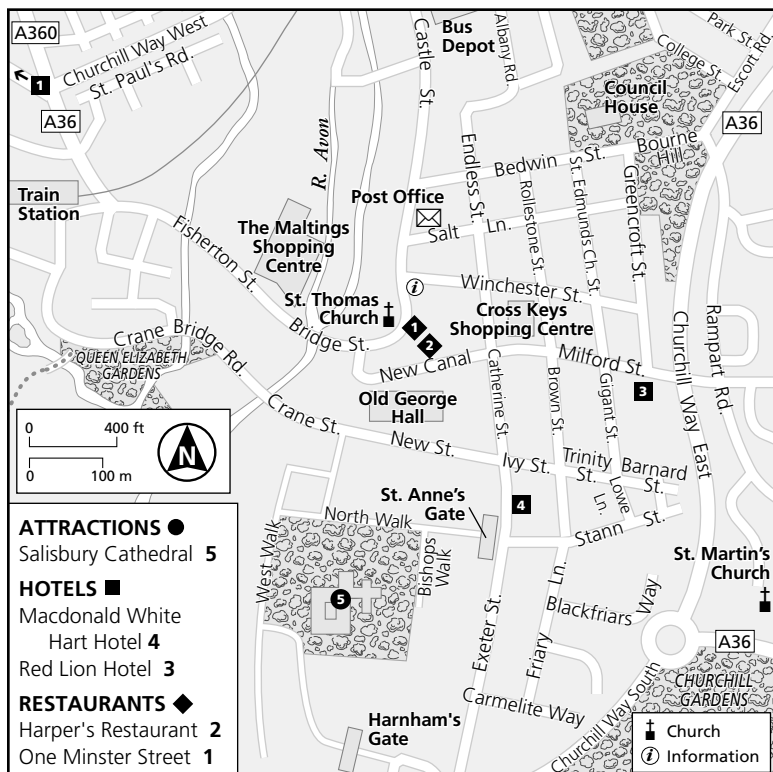 A360
Churchill Way West
St. Paul's Rd.
1
A36
Castle St.
Bus
Depot
Albany Rd.
Park St.
College St.
Escort Rd.
Council
House
A36
Bourne
Hill
R. Avon
Endless St.
Bedwin St.
Train
Station
Fisherton St.
The Maltings
Shopping
Centre
Post Office
Salt Ln.
Rollestone St.
St. Edmunds Ch. St.
Greencroft St.
i
Winchester St.
St. Thomas
Church
Cross Keys
Shopping Centre
Bridge St.
1
2
Crane Bridge Rd.
QUEEN ELIZABETH
GARDENS
New Canal
Milford St.
3
Churchill Way East
Rampart Rd.
Old George
Hall
Catherine St.
Brown St.
Gigant St.
Crane St.
New St.
Ivy St.
Trinity St.
Barnard St.
0 400 ft
0 100 m
N
St. Anne's
Gate
4
Ln.
Lowe
Stann St.
North Walk
West Walk
Bishops
Walk
5
St. Martin's
Church
Exeter St.
Friary Ln.
Blackfriars Way
A36
Carmelite Way
Churchill Way South
CHURCHILL
GARDENS
Harnham's
Gate
ATTRACTIONS
Salisbury Cathedral 5
HOTELS
Macdonald White
Hart Hotel 4
Red Lion Hotel 3
RESTAURANTS
Harper's Restaurant 2
One Minster Street 1
Church
i Information